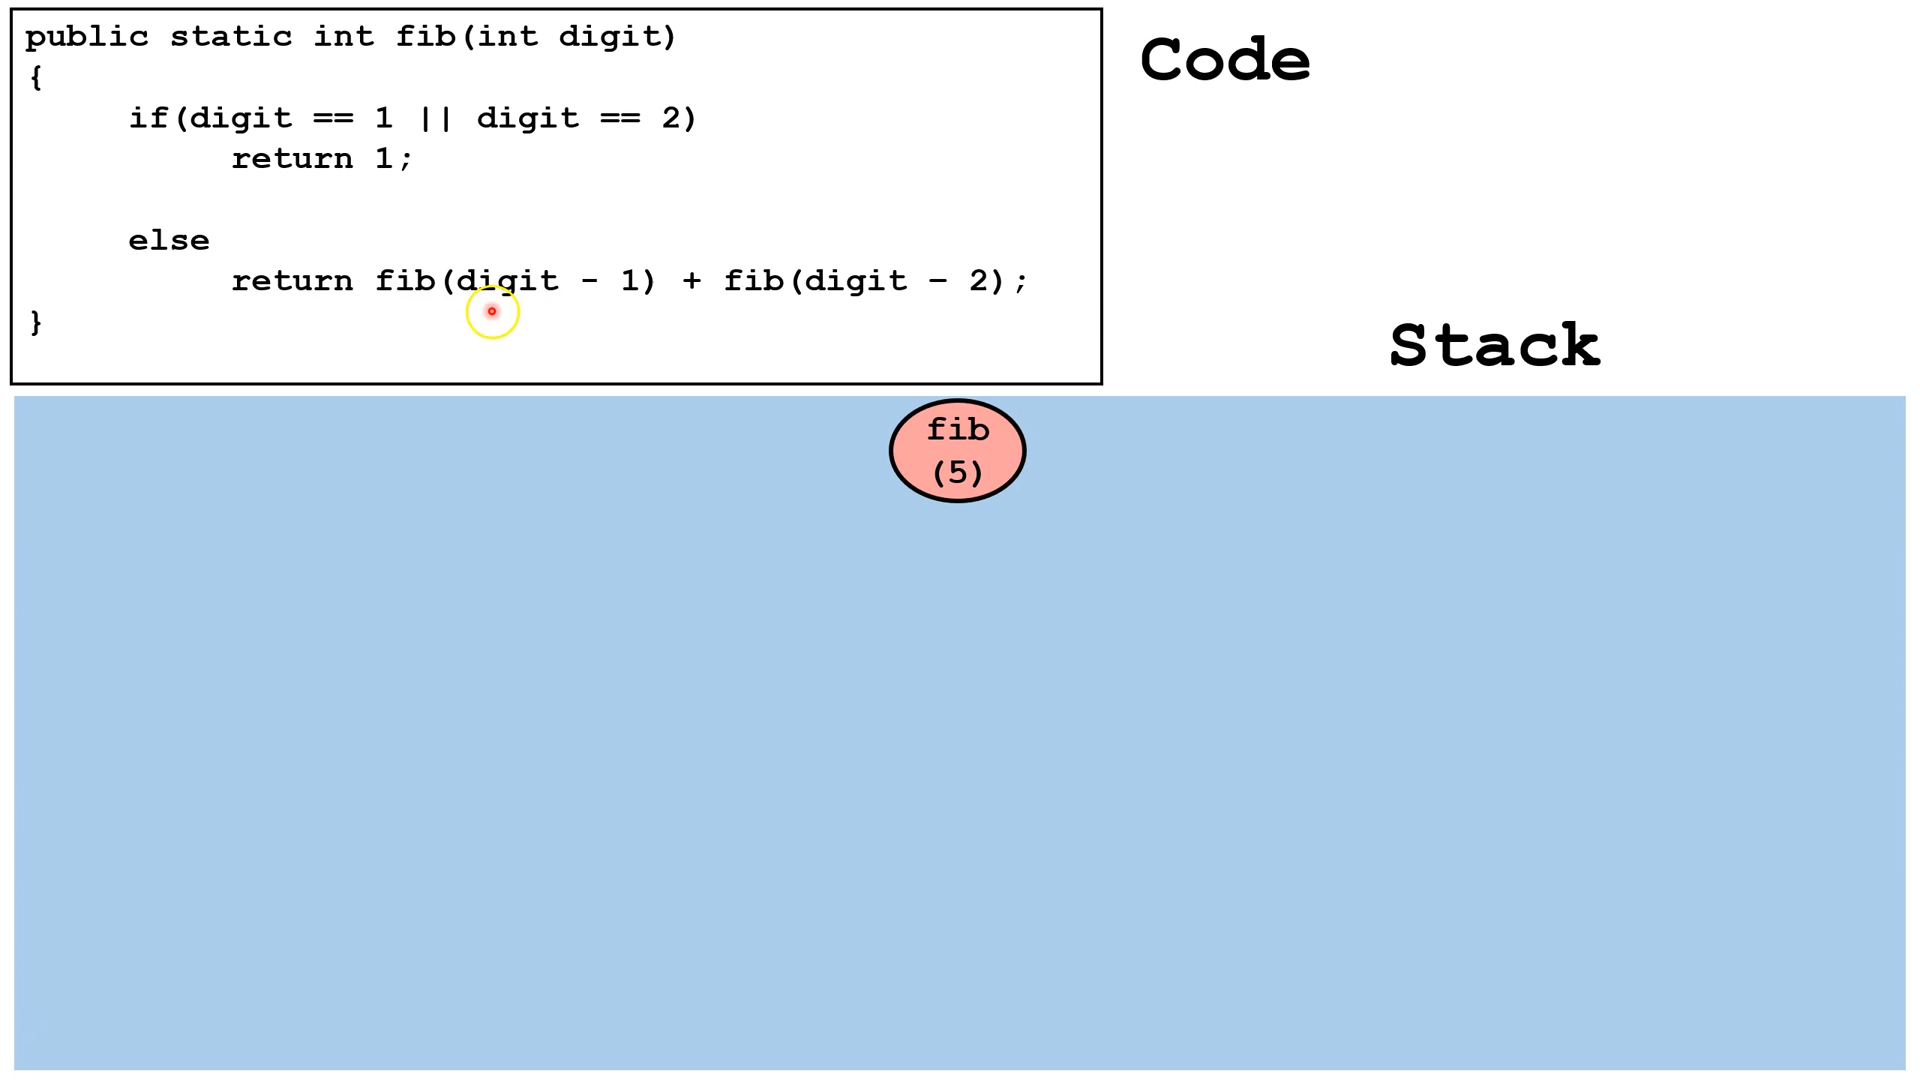 public static int fib(int digit)
{
if(digit == 1 || digit == 2)
return 1;
else
return fib(digit - 1) + fib(digit – 2);
}
Code
Stack
fib
(5)